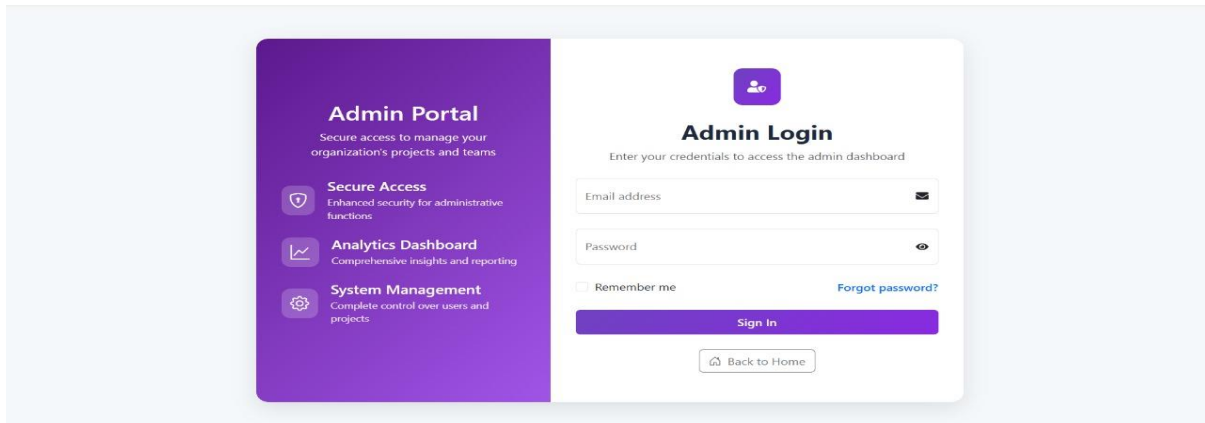 Admin Portal
Secure access to manage your
organization's projects and teams
Secure Access
Enhanced security for administrative
functions
Analytics Dashboard
Comprehensive insights and reporting
System Management
Complete control over users and
projects
Admin Login
Enter your credentials to access the admin dashboard
Email address
Password
Remember me
Forgot password?
Sign In
Back to Home